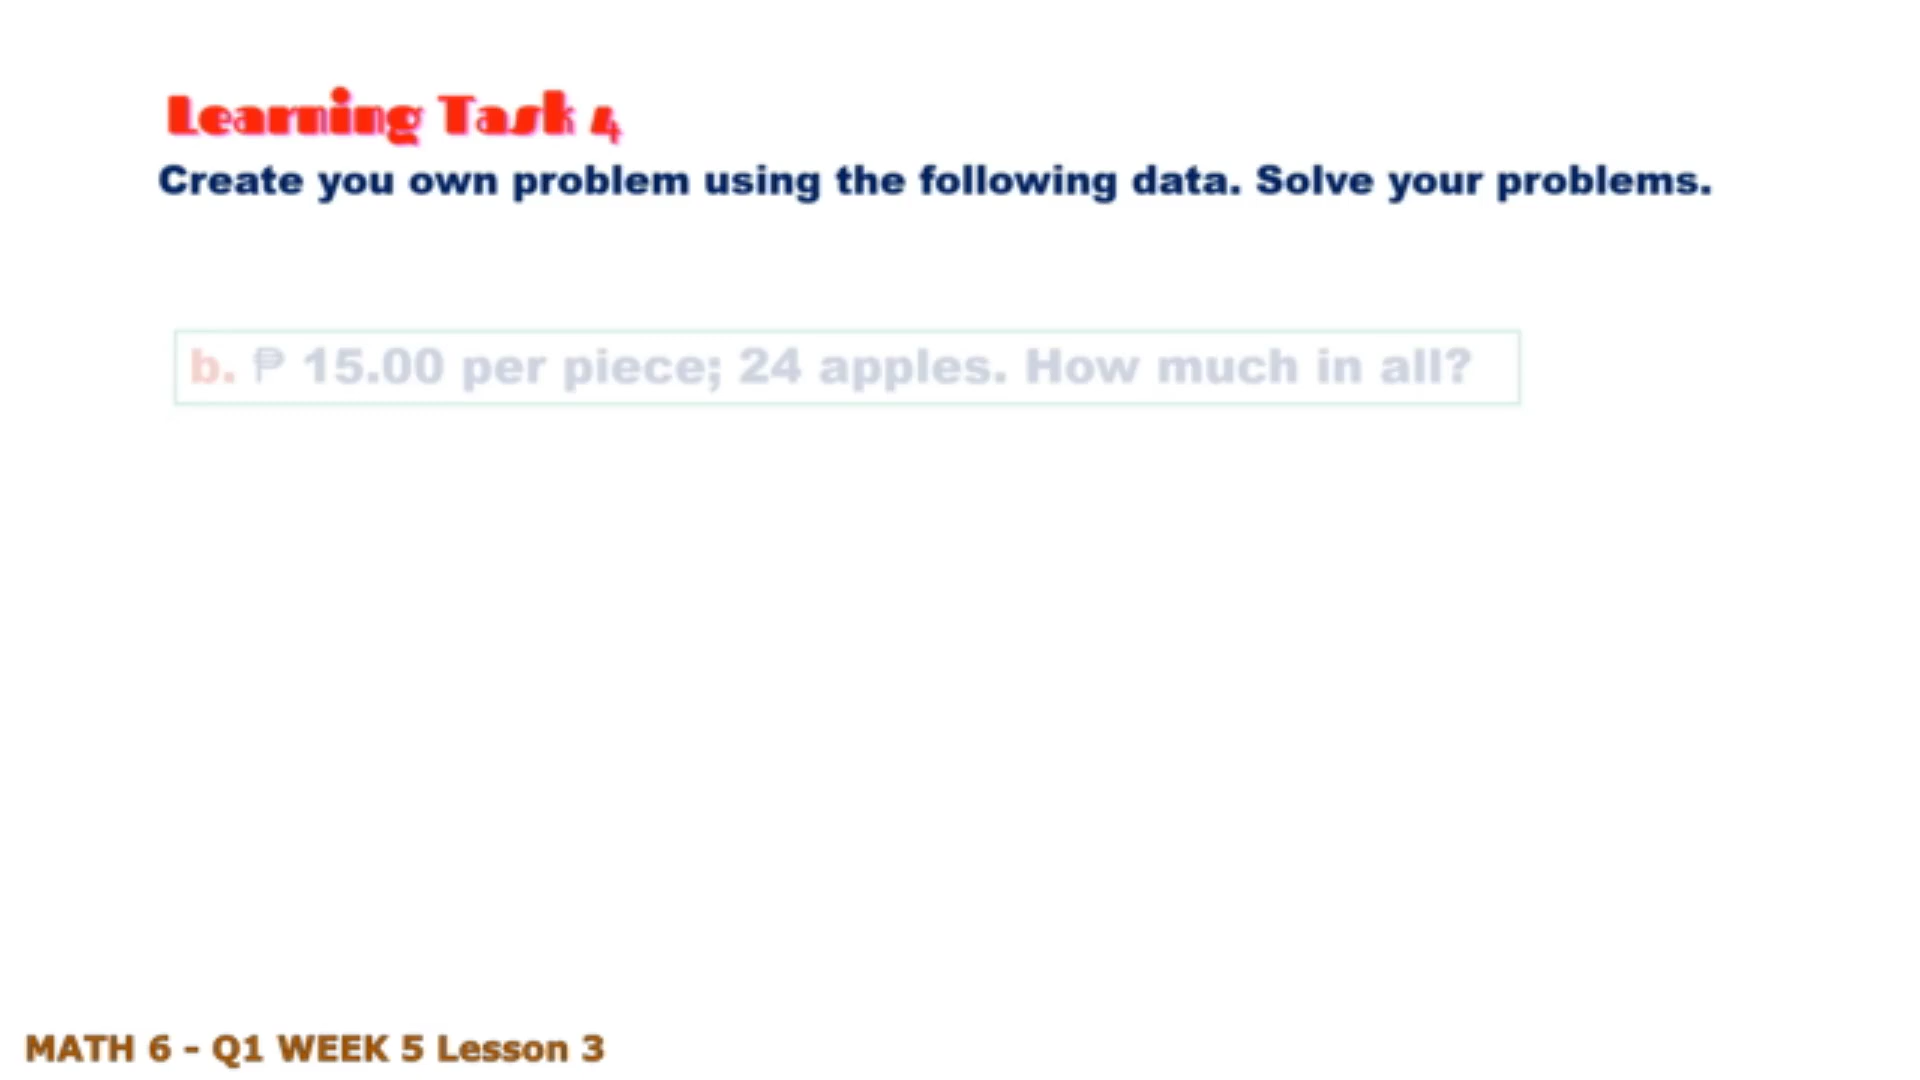 Learning Task 4
Create you own problem using the following data. Solve your problems.
b. ₱ 15.00 per piece; 24 apples. How much in all?
MATH 6 - Q1 WEEK 5 Lesson 3